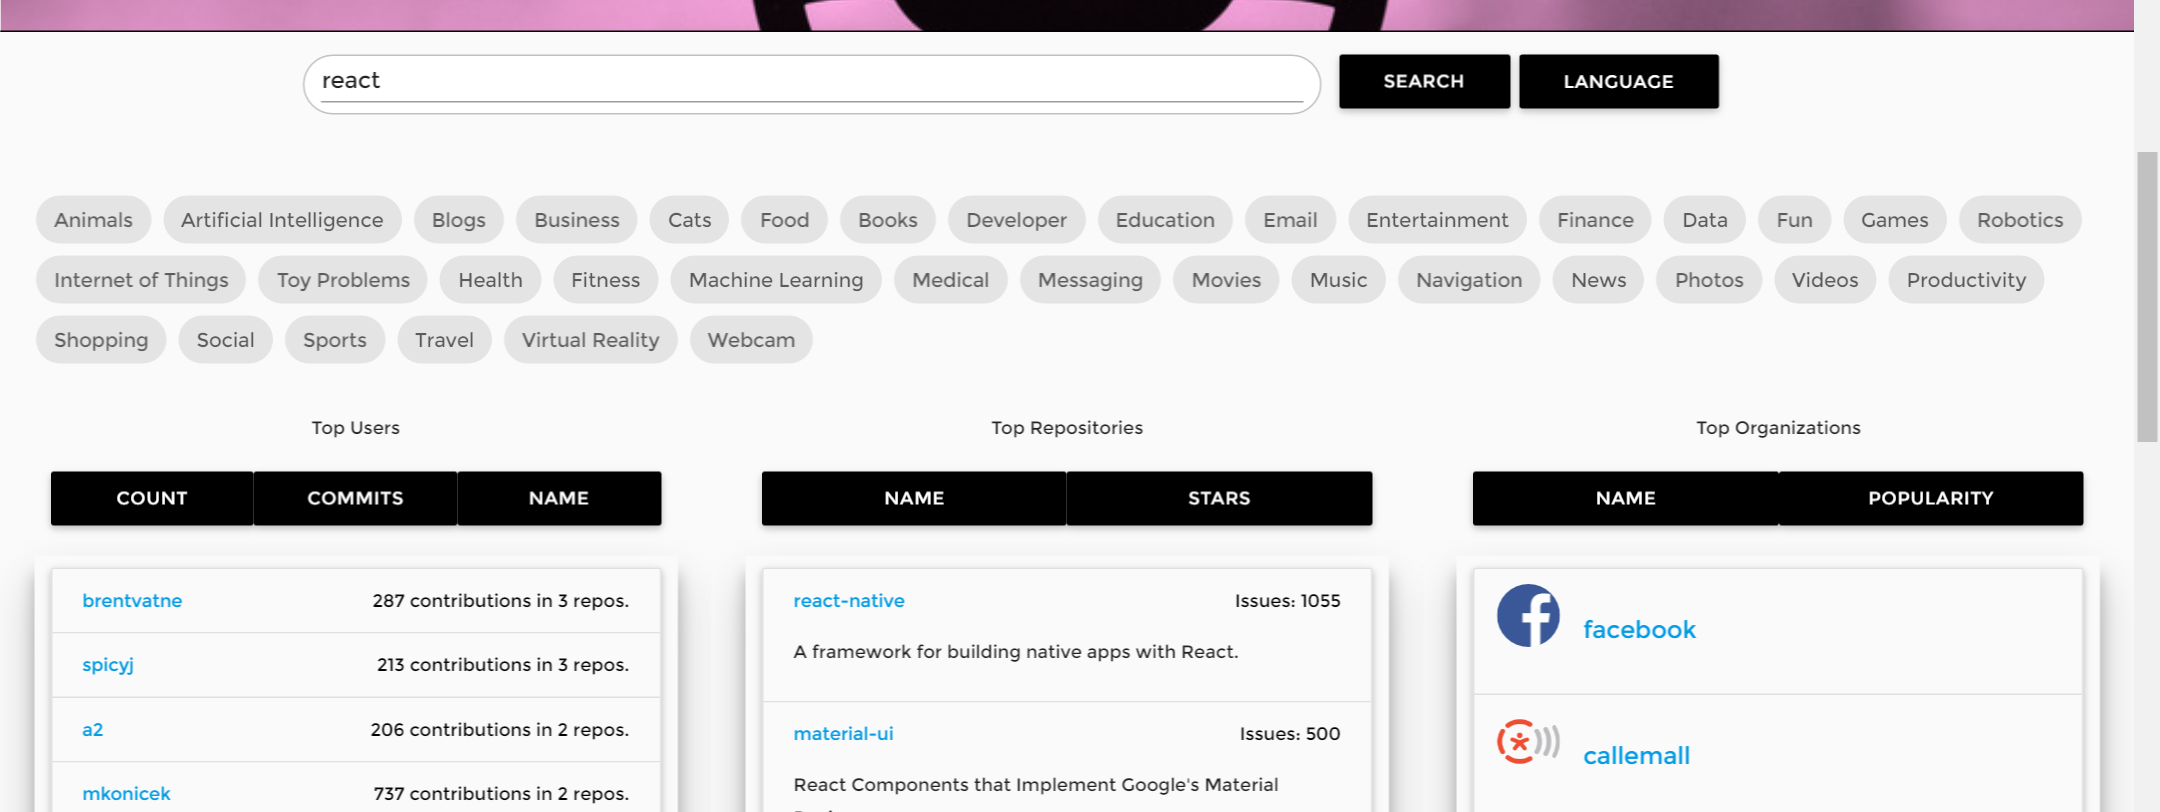 react
SEARCH
LANGUAGE
Animals Artificial Intelligence Blogs Business Cats Food Books Developer Education Email Entertainment Finance Data Fun Games Robotics
Internet of Things Toy Problems Health Fitness Machine Learning Medical Messaging Movies Music Navigation News Photos Videos Productivity
Shopping Social Sports Travel Virtual Reality Webcam
Top Users
COUNT COMMITS NAME
brentvatne 287 contributions in 3 repos.
spicyj 213 contributions in 3 repos.
a2 206 contributions in 2 repos.
mkonicek 737 contributions in 2 repos.
Top Repositories
NAME STARS
react-native Issues: 1055
A framework for building native apps with React.
material-ui Issues: 500
React Components that Implement Google's Material
Top Organizations
NAME POPULARITY
facebook
callemall